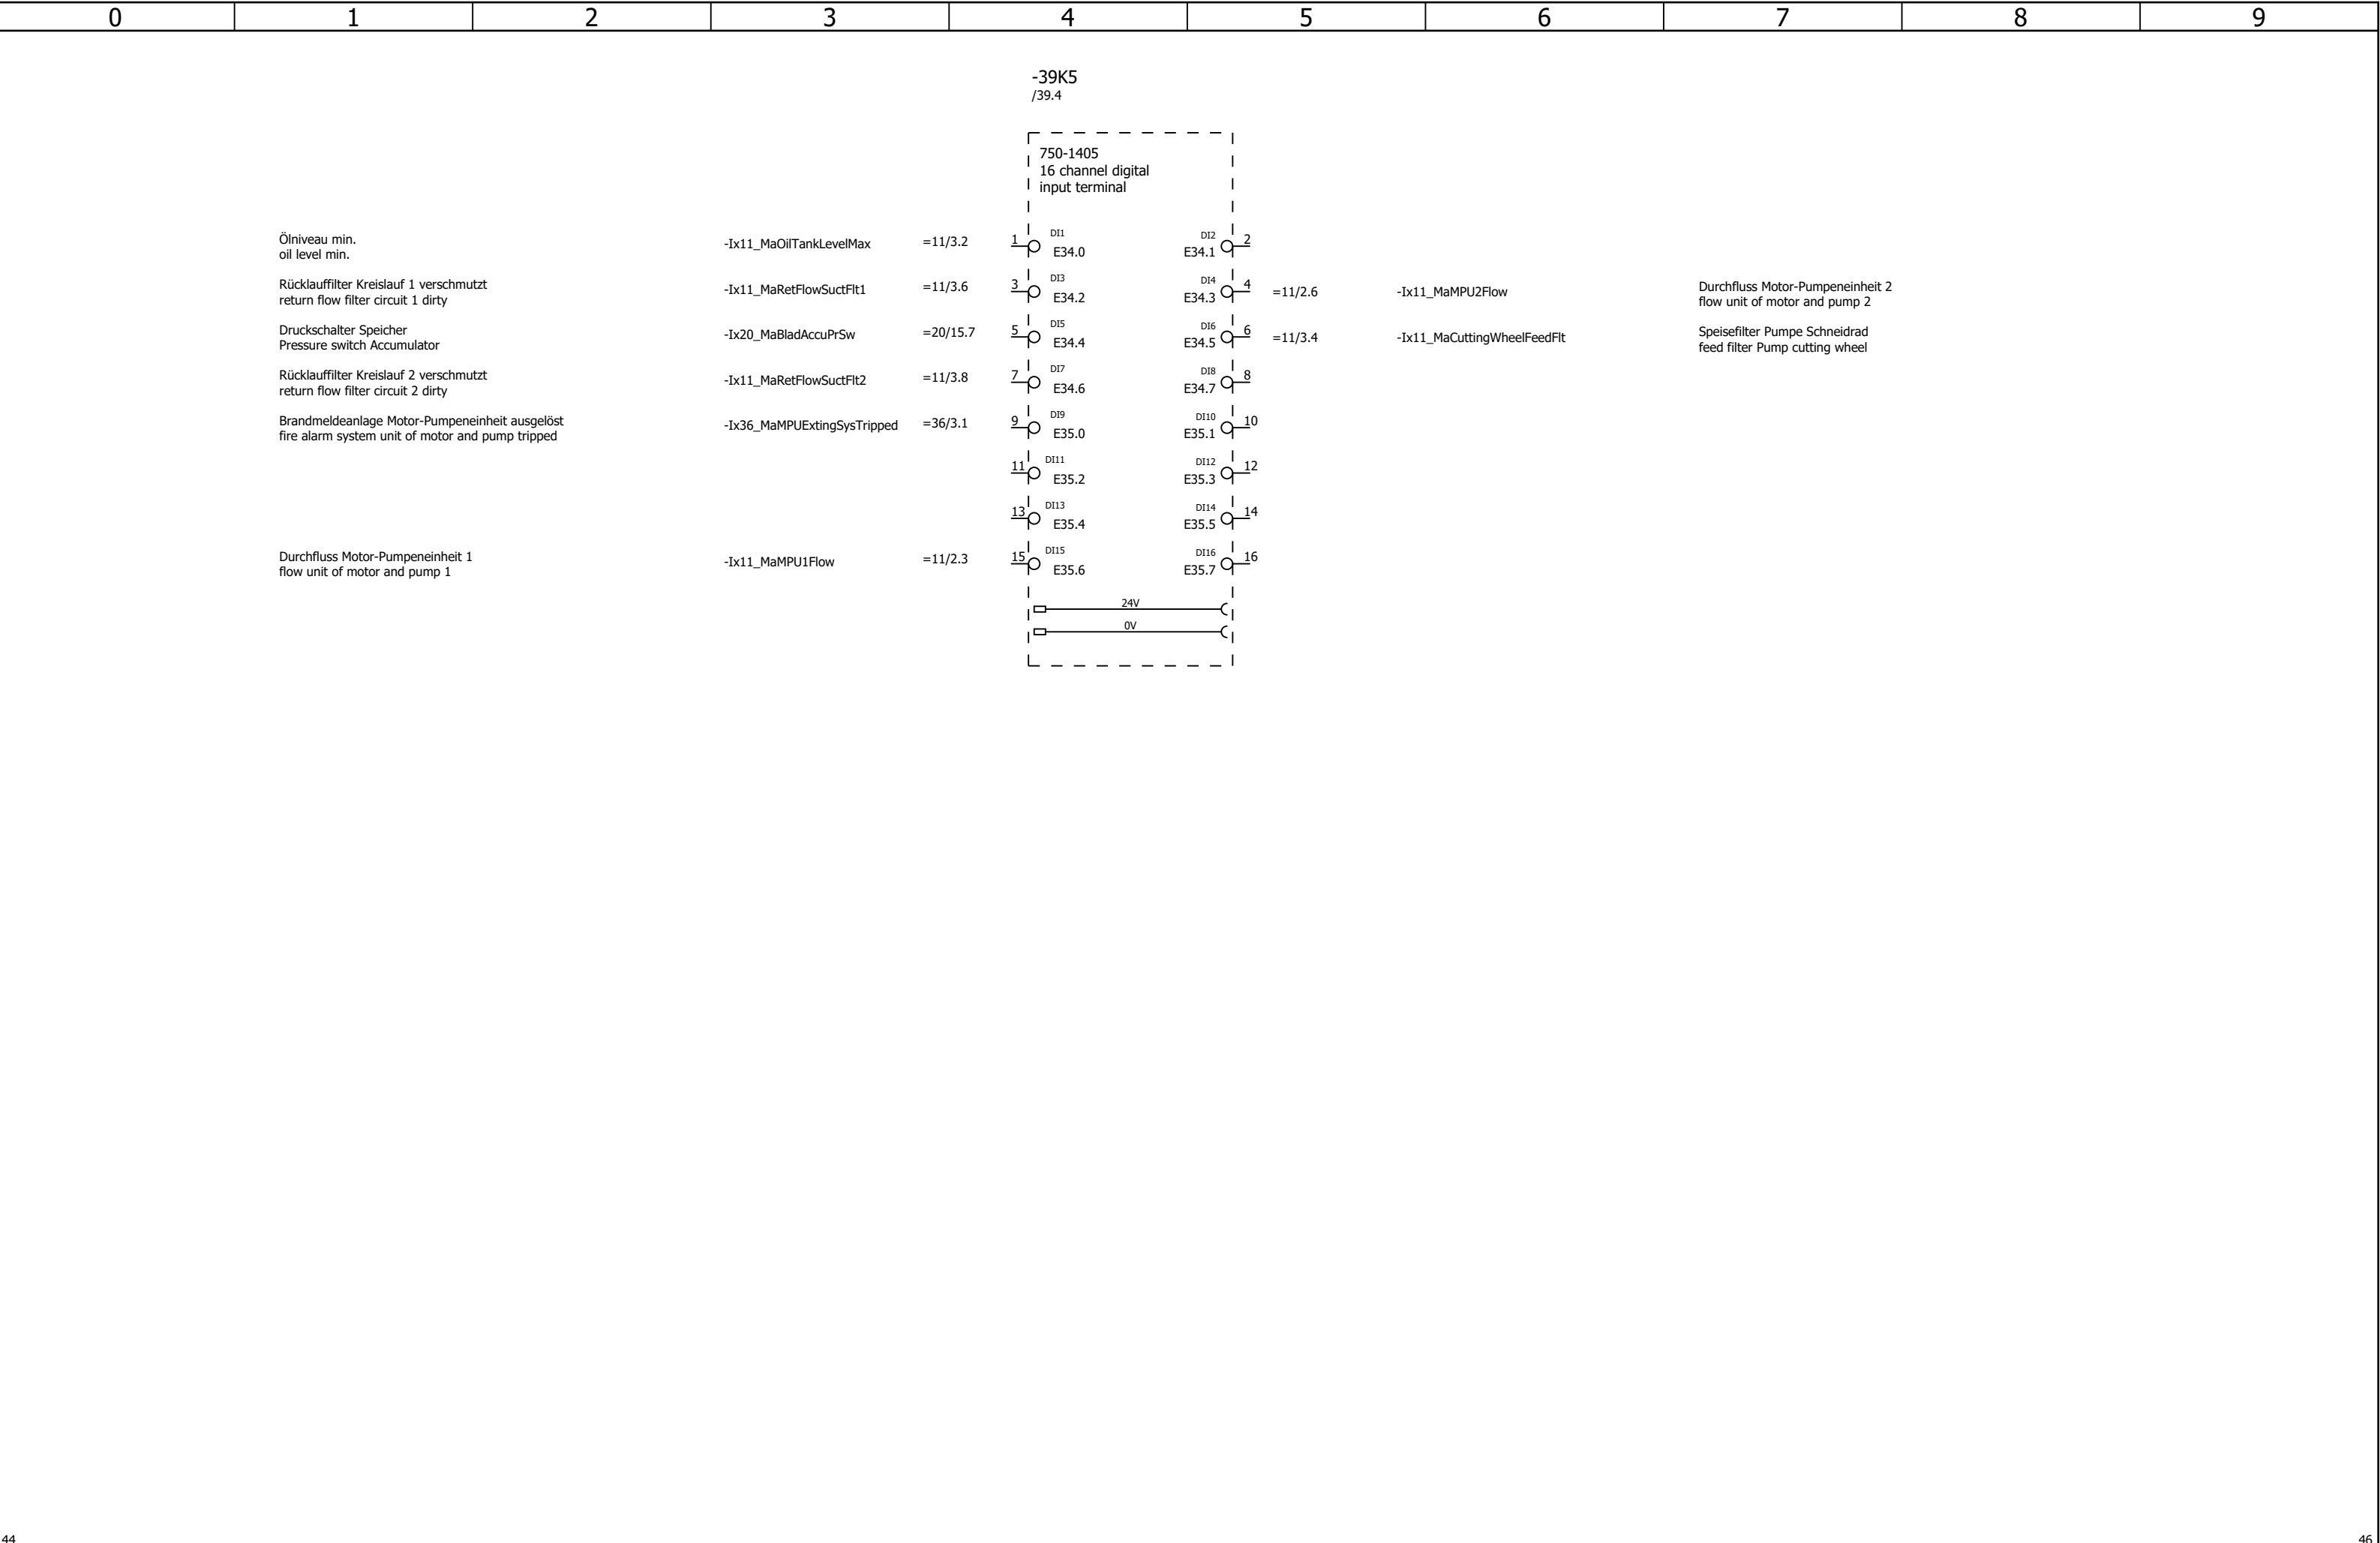 0 1 2 3 4 5 6 7 8 9
-39K5
/39.4
750-1405
16 channel digital
input terminal
Ölniveau min.
oil level min.
-Ix11_MaOilTankLevelMax =11/3.2 1 DI1 E34.0
DI2 E34.1 2
Rücklauffilter Kreislauf 1 verschmutzt
return flow filter circuit 1 dirty
-Ix11_MaRetFlowSuctFlt1 =11/3.6 3 DI3 E34.2
DI4 E34.3 4 =11/2.6 -Ix11_MaMPU2Flow
Durchfluss Motor-Pumpeneinheit 2
flow unit of motor and pump 2
Druckschalter Speicher
Pressure switch Accumulator
-Ix20_MaBladAccuPrSw =20/15.7 5 DI5 E34.4
DI6 E34.5 6 =11/3.4 -Ix11_MaCuttingWheelFeedFlt
Speisefilter Pumpe Schneidrad
feed filter Pump cutting wheel
Rücklauffilter Kreislauf 2 verschmutzt
return flow filter circuit 2 dirty
-Ix11_MaRetFlowSuctFlt2 =11/3.8 7 DI7 E34.6
DI8 E34.7 8
Brandmeldeanlage Motor-Pumpeneinheit ausgelöst
fire alarm system unit of motor and pump tripped
-Ix36_MaMPUExtingSysTripped =36/3.1 9 DI9 E35.0
DI10 E35.1 10
11 DI11 E35.2
DI12 E35.3 12
13 DI13 E35.4
DI14 E35.5 14
Durchfluss Motor-Pumpeneinheit 1
flow unit of motor and pump 1
-Ix11_MaMPU1Flow =11/2.3 15 DI15 E35.6
DI16 E35.7 16
24V
0V
44 46